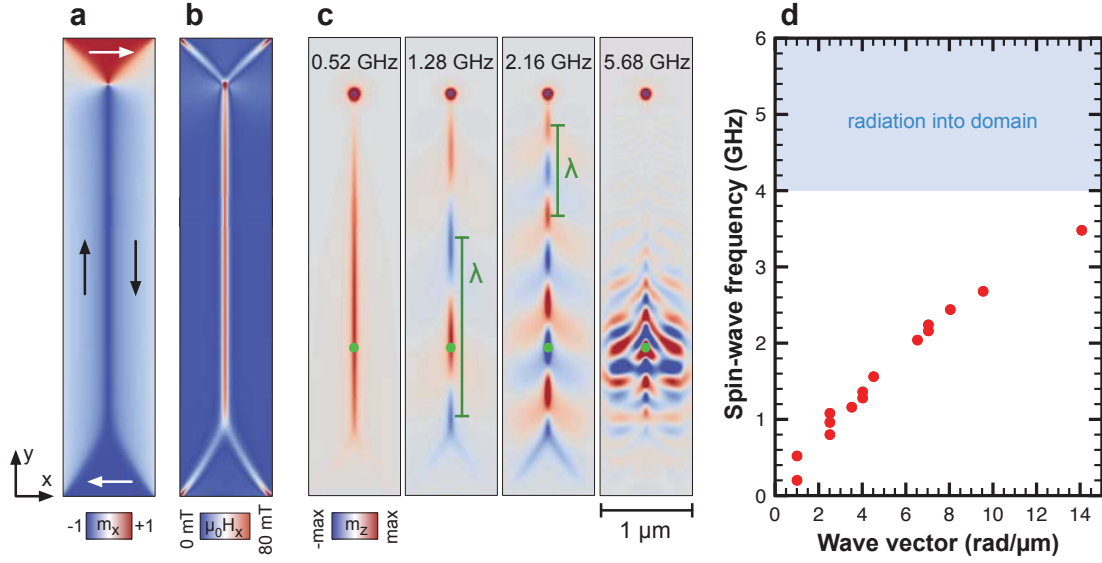 a
b
c
d
0.52 GHz
1.28 GHz
2.16 GHz
5.68 GHz
λ
λ
y
x
-1 mₓ +1
0 mT μ₀Hₓ 80 mT
-max m_z max
1 µm
Spin-wave frequency (GHz)
6
5
4
3
2
1
0
radiation into domain
0 2 4 6 8 10 12 14
Wave vector (rad/µm)